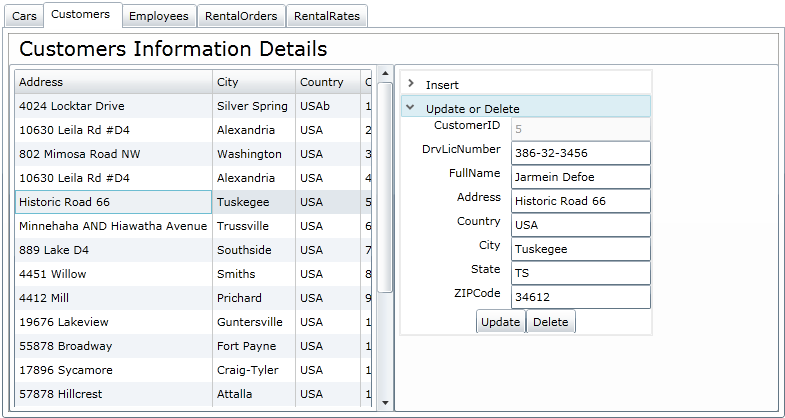 Cars Customers Employees RentalOrders RentalRates
Customers Information Details
Address City Country C
4024 Locktar Drive Silver Spring USAb 1
10630 Leila Rd #D4 Alexandria USA 2
802 Mimosa Road NW Washington USA 3
10630 Leila Rd #D4 Alexandria USA 4
Historic Road 66 Tuskegee USA 5
Minnehaha AND Hiawatha Avenue Trussville USA 6
889 Lake D4 Southside USA 7
4451 Willow Smiths USA 8
4412 Mill Prichard USA 9
19676 Lakeview Guntersville USA 1
55878 Broadway Fort Payne USA 1
17896 Sycamore Craig-Tyler USA 1
57878 Hillcrest Attalla USA 1
Insert
Update or Delete
CustomerID 5
DrvLicNumber 386-32-3456
FullName Jarmein Defoe
Address Historic Road 66
Country USA
City Tuskegee
State TS
ZIPCode 34612
Update Delete